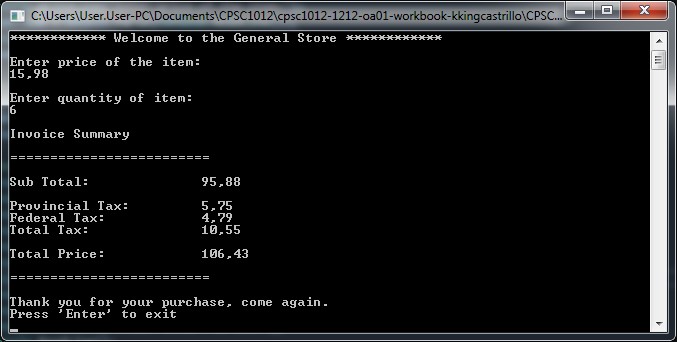 C:\Users\User.User-PC\Documents\CPSC1012\cpsc1012-1212-oa01-workbook-kkingcastrillo\CPSC...
************ Welcome to the General Store ************
Enter price of the item:
15,98
Enter quantity of item:
6
Invoice Summary
=========================
Sub Total: 95,88
Provincial Tax: 5,75
Federal Tax: 4,79
Total Tax: 10,55
Total Price: 106,43
=========================
Thank you for your purchase, come again.
Press 'Enter' to exit